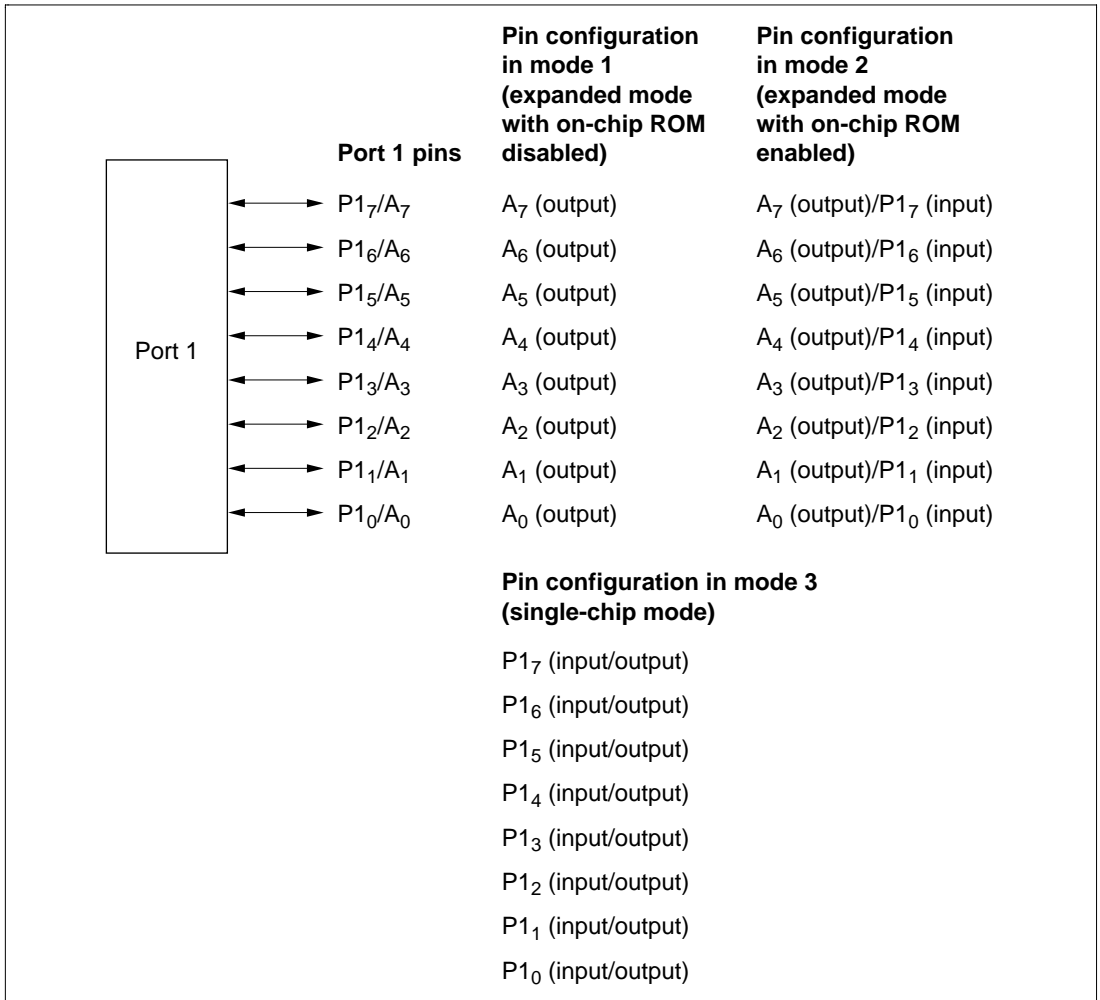 Pin configuration in mode 1 (expanded mode with on-chip ROM disabled)
Pin configuration in mode 2 (expanded mode with on-chip ROM enabled)
Port 1 pins
Port 1
P1₇/A₇ A₇ (output) A₇ (output)/P1₇ (input)
P1₆/A₆ A₆ (output) A₆ (output)/P1₆ (input)
P1₅/A₅ A₅ (output) A₅ (output)/P1₅ (input)
P1₄/A₄ A₄ (output) A₄ (output)/P1₄ (input)
P1₃/A₃ A₃ (output) A₃ (output)/P1₃ (input)
P1₂/A₂ A₂ (output) A₂ (output)/P1₂ (input)
P1₁/A₁ A₁ (output) A₁ (output)/P1₁ (input)
P1₀/A₀ A₀ (output) A₀ (output)/P1₀ (input)
Pin configuration in mode 3
(single-chip mode)
P1₇ (input/output)
P1₆ (input/output)
P1₅ (input/output)
P1₄ (input/output)
P1₃ (input/output)
P1₂ (input/output)
P1₁ (input/output)
P1₀ (input/output)